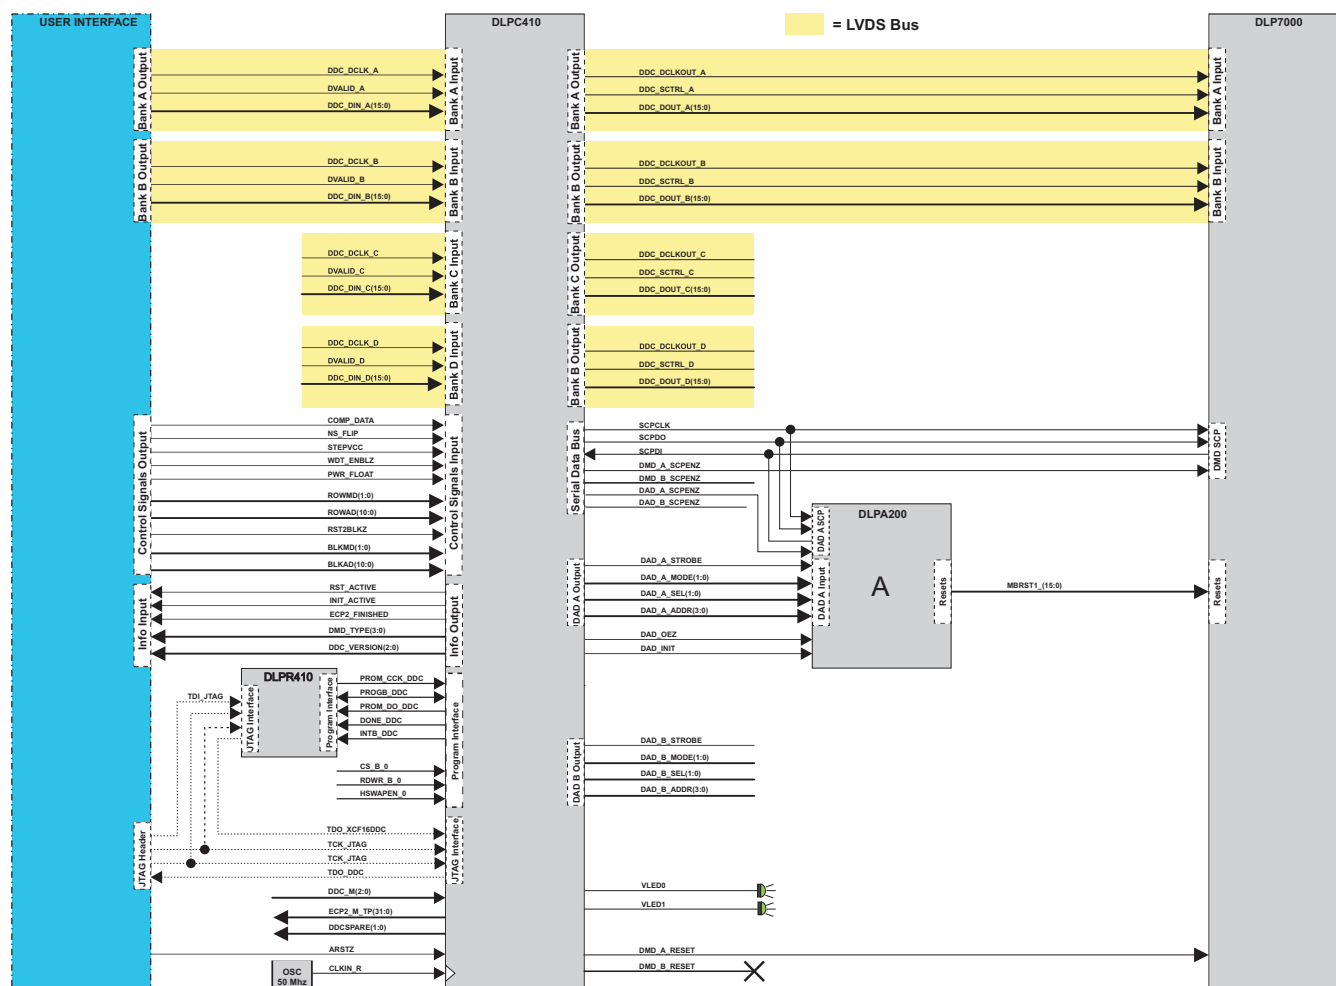 USER INTERFACE
DLPC410
= LVDS Bus
DLP7000
Bank A Output
DDC_DCLK_A
DVALID_A
DDC_DIN_A(15:0)
Bank A Input
Bank A Output
DDC_DCLKOUT_A
DDC_SCTRL_A
DDC_DOUT_A(15:0)
Bank A Input
Bank B Output
DDC_DCLK_B
DVALID_B
DDC_DIN_B(15:0)
Bank B Input
Bank B Output
DDC_DCLKOUT_B
DDC_SCTRL_B
DDC_DOUT_B(15:0)
Bank B Input
DDC_DCLK_C
DVALID_C
DDC_DIN_C(15:0)
Bank C Input
Bank C Output
DDC_DCLKOUT_C
DDC_SCTRL_C
DDC_DOUT_C(15:0)
DDC_DCLK_D
DVALID_D
DDC_DIN_D(15:0)
Bank D Input
Bank B Output
DDC_DCLKOUT_D
DDC_SCTRL_D
DDC_DOUT_D(15:0)
Control Signals Output
COMP_DATA
NS_FLIP
STEPVCC
WDT_ENBLZ
PWR_FLOAT
ROWMD(1:0)
ROWAD(10:0)
RST2BLKZ
BLKMD(1:0)
BLKAD(10:0)
Control Signals Input
Serial Data Bus
SCPCLK
SCPDO
SCPDI
DMD_A_SCPENZ
DMD_B_SCPENZ
DAD_A_SCPENZ
DAD_B_SCPENZ
DMD SCP
DLPA200
DAD A SCP
A
DAD A Output
DAD_A_STROBE
DAD_A_MODE(1:0)
DAD_A_SEL(1:0)
DAD_A_ADDR(3:0)
DAD_OEZ
DAD_INIT
DAD A Input
Resets
MBRST1_(15:0)
Resets
Info Input
RST_ACTIVE
INIT_ACTIVE
ECP2_FINISHED
DMD_TYPE(3:0)
DDC_VERSION(2:0)
Info Output
DLPR410
TDI_JTAG
JTAG Interface
Program Interface
PROM_CCK_DDC
PROGB_DDC
PROM_DO_DDC
DONE_DDC
INTB_DDC
CS_B_0
RDWR_B_0
HSWAPEN_0
Program Interface
DAD B Output
DAD_B_STROBE
DAD_B_MODE(1:0)
DAD_B_SEL(1:0)
DAD_B_ADDR(3:0)
JTAG Header
TDO_XCF16DDC
TCK_JTAG
TCK_JTAG
TDO_DDC
JTAG Interface
DDC_M(2:0)
ECP2_M_TP(31:0)
DDCSPARE(1:0)
VLED0
VLED1
ARSTZ
OSC
50 Mhz
CLKIN_R
DMD_A_RESET
DMD_B_RESET